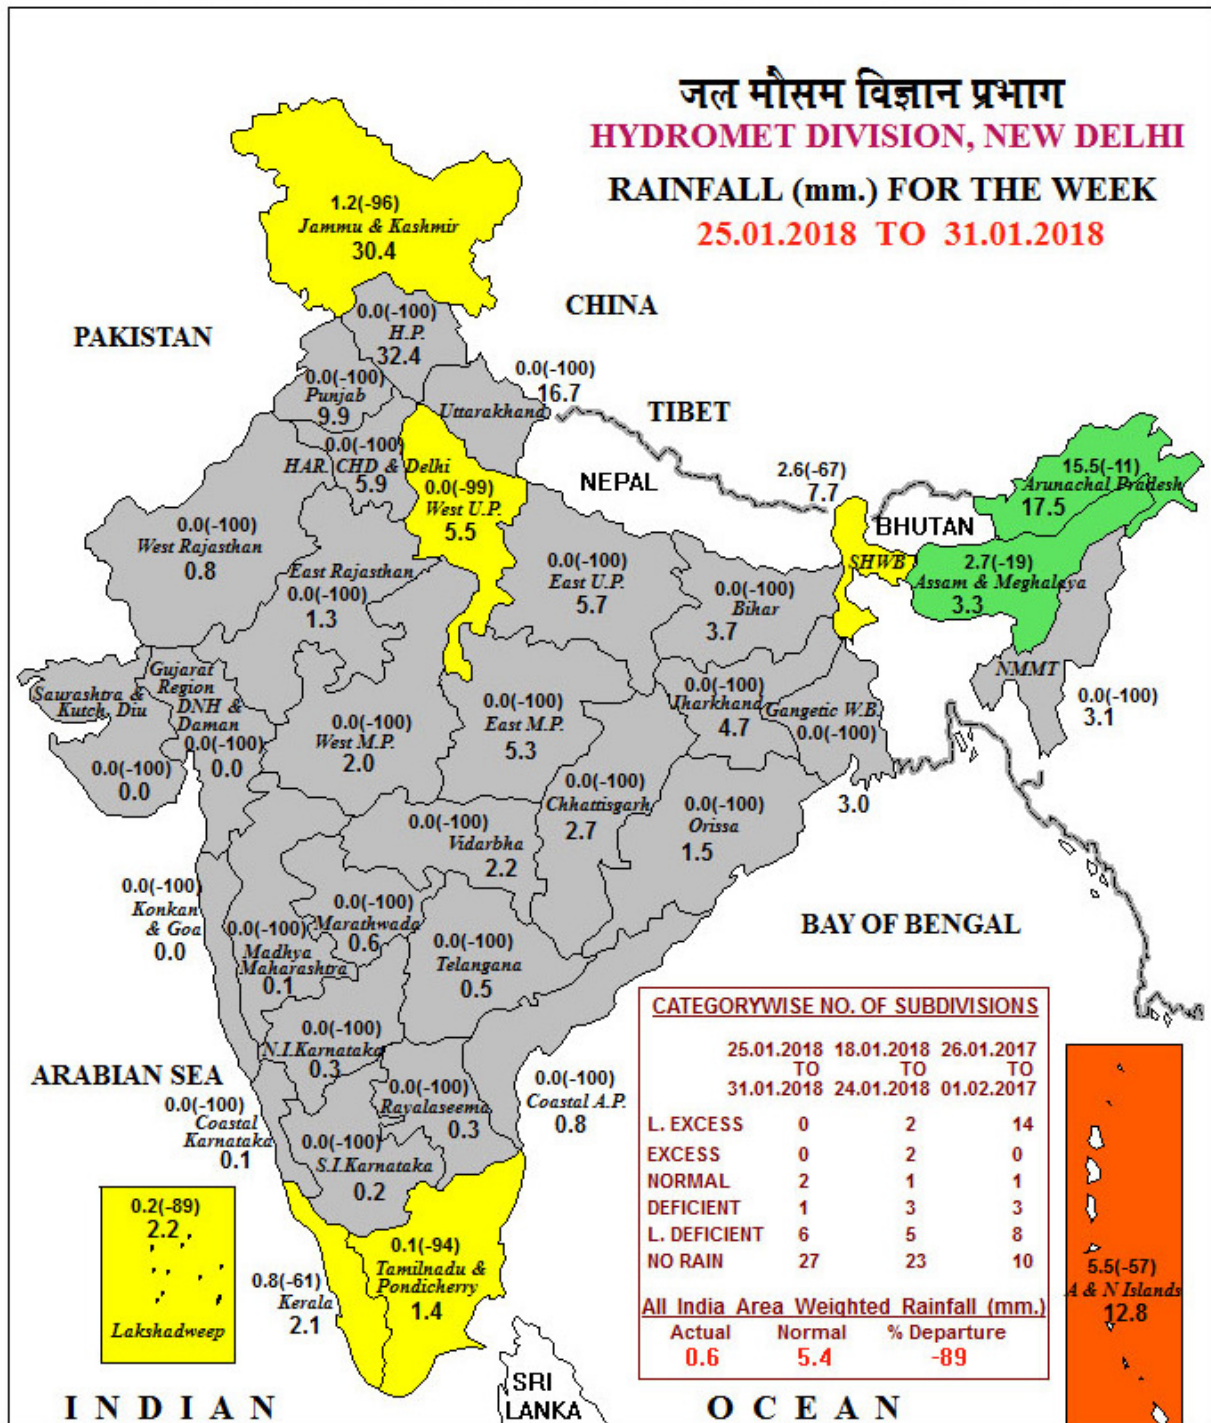 जल मौसम विज्ञान प्रभाग
HYDROMET DIVISION, NEW DELHI
RAINFALL (mm.) FOR THE WEEK
25.01.2018 TO 31.01.2018
1.2(-96)
Jammu & Kashmir
30.4
CHINA
PAKISTAN
0.0(-100)
H.P.
32.4
0.0(-100)
Punjab
9.9
0.0(-100)
16.7
Uttarakhand
TIBET
0.0(-100)
HAR. CHD & Delhi
5.9
0.0(-99)
West U.P.
5.5
NEPAL
2.6(-67)
7.7
SHWB
BHUTAN
15.5(-11)
Arunachal Pradesh
17.5
2.7(-19)
Assam & Meghalaya
3.3
0.0(-100)
West Rajasthan
0.8
East Rajasthan
0.0(-100)
1.3
0.0(-100)
East U.P.
5.7
0.0(-100)
Bihar
3.7
NMMT
0.0(-100)
3.1
Saurashtra &
Kutch, Diu
0.0(-100)
0.0
Gujarat
Region
DNH &
Daman
0.0(-100)
0.0
0.0(-100)
West M.P.
2.0
0.0(-100)
East M.P.
5.3
0.0(-100)
Jharkhand
4.7
Gangetic W.B.
0.0(-100)
3.0
0.0(-100)
Chhattisgarh
2.7
0.0(-100)
Orissa
1.5
0.0(-100)
Vidarbha
2.2
0.0(-100)
Konkan
& Goa
0.0
0.0(-100)
Madhya
Maharashtra
0.1
0.0(-100)
Marathwada
0.6
0.0(-100)
Telangana
0.5
BAY OF BENGAL
0.0(-100)
N.I.Karnataka
0.3
ARABIAN SEA
0.0(-100)
Coastal
Karnataka
0.1
0.0(-100)
Rayalaseema
0.3
0.0(-100)
Coastal A.P.
0.8
0.0(-100)
S.I.Karnataka
0.2
0.2(-89)
2.2
Lakshadweep
0.8(-61)
Kerala
2.1
0.1(-94)
Tamilnadu &
Pondicherry
1.4
CATEGORYWISE NO. OF SUBDIVISIONS
25.01.2018 18.01.2018 26.01.2017
TO TO TO
31.01.2018 24.01.2018 01.02.2017
L. EXCESS 0 2 14
EXCESS 0 2 0
NORMAL 2 1 1
DEFICIENT 1 3 3
L. DEFICIENT 6 5 8
NO RAIN 27 23 10
All India Area Weighted Rainfall (mm.)
Actual Normal % Departure
0.6 5.4 -89
5.5(-57)
A & N Islands
12.8
SRI
LANKA
INDIAN OCEAN